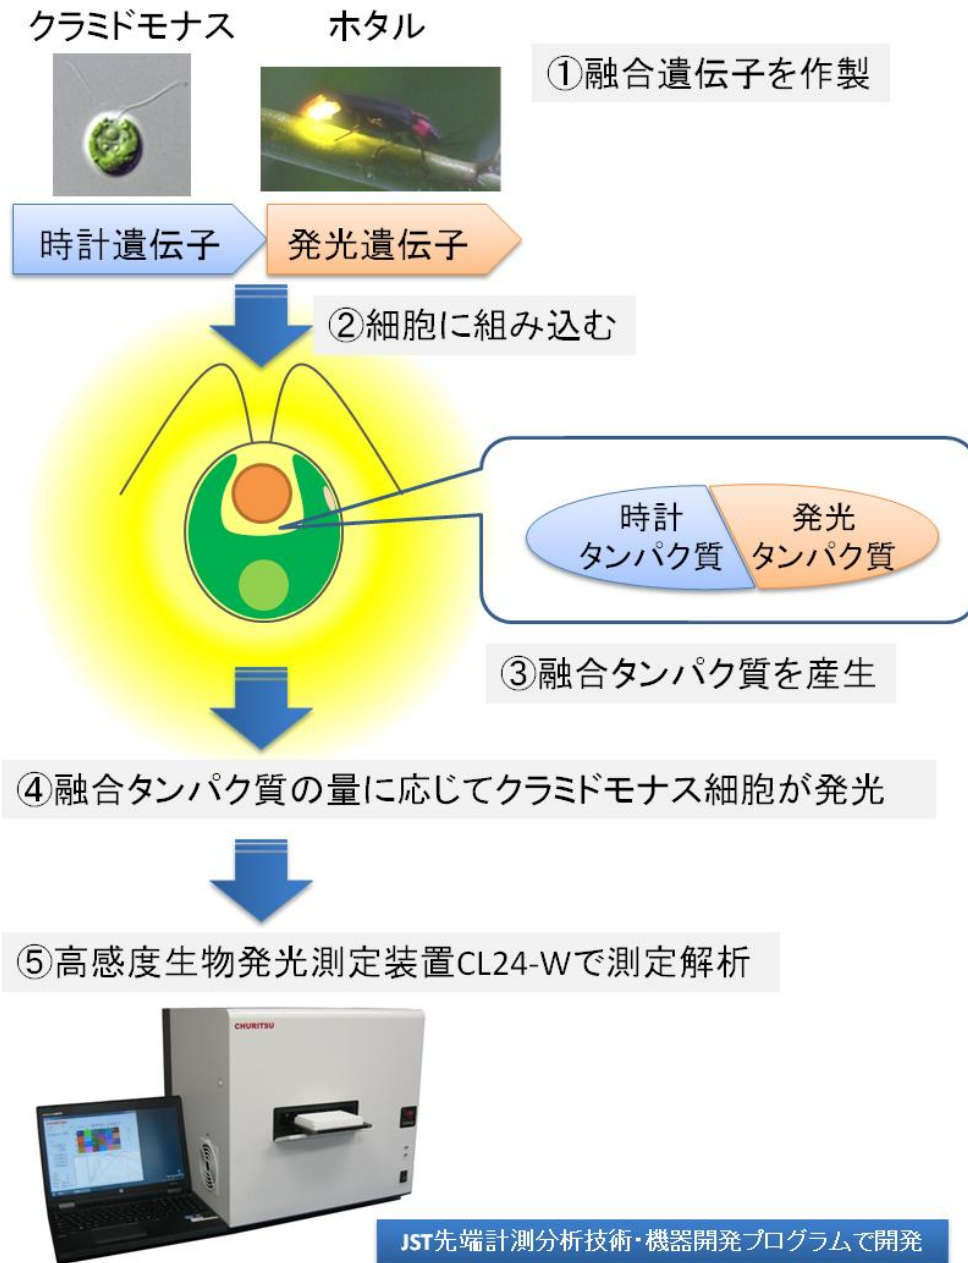 クラミドモナス
ホタル
①融合遺伝子を作製
時計遺伝子
発光遺伝子
②細胞に組み込む
時計
タンパク質
発光
タンパク質
③融合タンパク質を産生
④融合タンパク質の量に応じてクラミドモナス細胞が発光
⑤高感度生物発光測定装置CL24-Wで測定解析
CHURITSU
JST先端計測分析技術・機器開発プログラムで開発